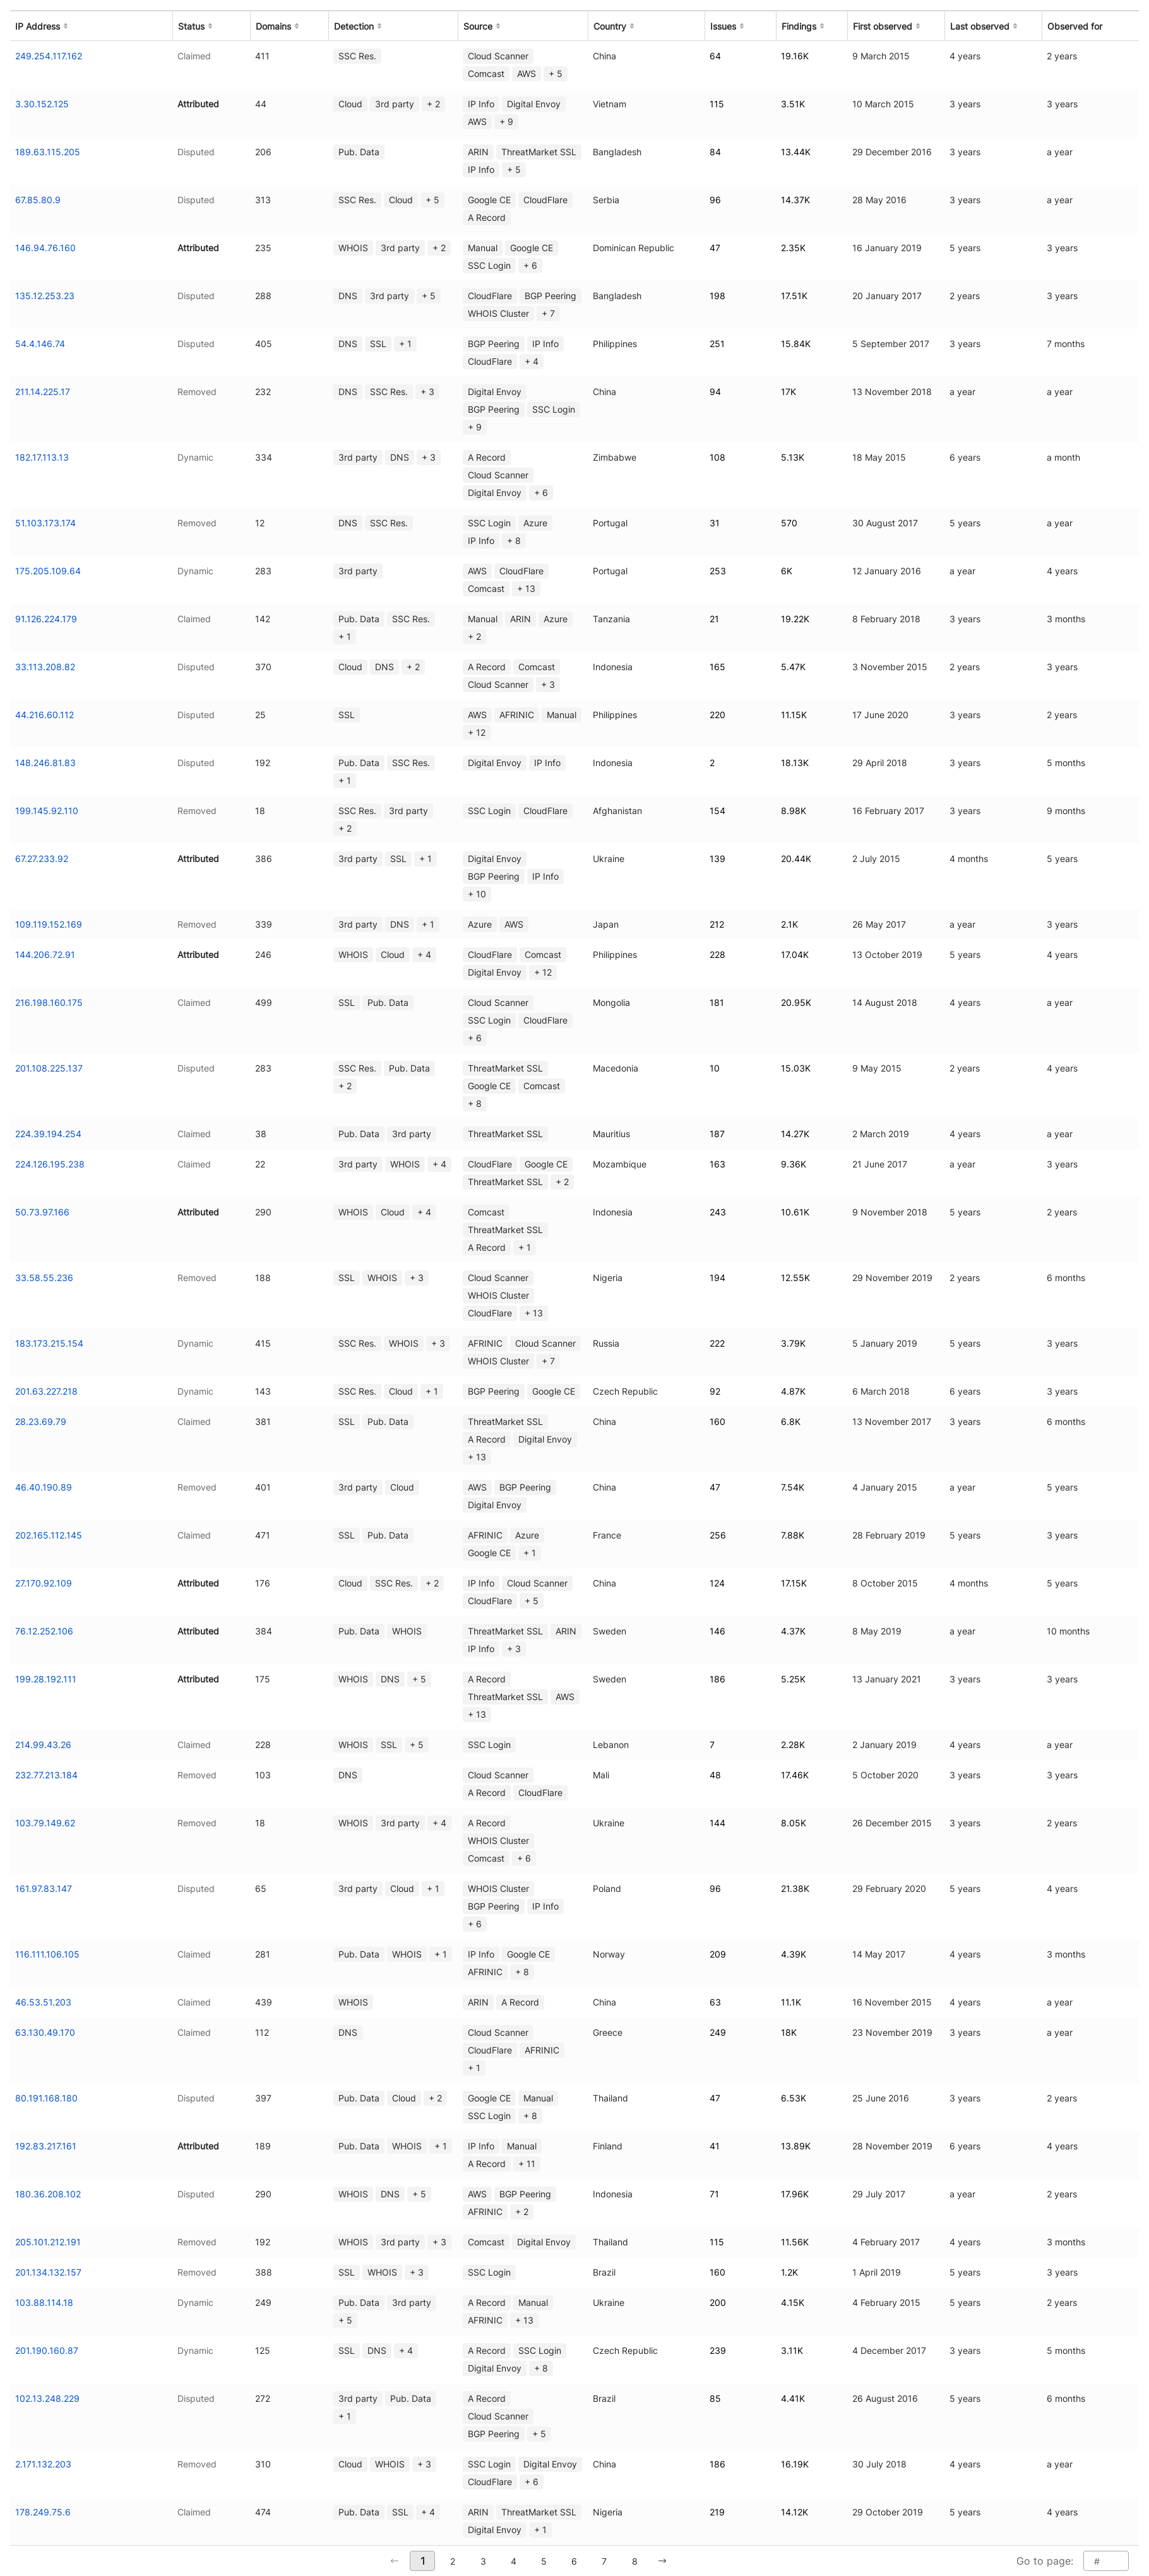 IP Address Status Domains Detection Source Country Issues Findings First observed Last observed Observed for
249.254.117.162 Claimed 411 SSC Res. Cloud Scanner China 64 19.16K 9 March 2015 4 years 2 years
Comcast AWS + 5
3.30.152.125 Attributed 44 Cloud 3rd party + 2 IP Info Digital Envoy Vietnam 115 3.51K 10 March 2015 3 years 3 years
AWS + 9
189.63.115.205 Disputed 206 Pub. Data ARIN ThreatMarket SSL Bangladesh 84 13.44K 29 December 2016 3 years a year
IP Info + 5
67.85.80.9 Disputed 313 SSC Res. Cloud + 5 Google CE CloudFlare Serbia 96 14.37K 28 May 2016 3 years a year
A Record
146.94.76.160 Attributed 235 WHOIS 3rd party + 2 Manual Google CE Dominican Republic 47 2.35K 16 January 2019 5 years 3 years
SSC Login + 6
135.12.253.23 Disputed 288 DNS 3rd party + 5 CloudFlare BGP Peering Bangladesh 198 17.51K 20 January 2017 2 years 3 years
WHOIS Cluster + 7
54.4.146.74 Disputed 405 DNS SSL + 1 BGP Peering IP Info Philippines 251 15.84K 5 September 2017 3 years 7 months
CloudFlare + 4
211.14.225.17 Removed 232 DNS SSC Res. + 3 Digital Envoy China 94 17K 13 November 2018 a year a year
BGP Peering SSC Login
+ 9
182.17.113.13 Dynamic 334 3rd party DNS + 3 A Record Zimbabwe 108 5.13K 18 May 2015 6 years a month
Cloud Scanner
Digital Envoy + 6
51.103.173.174 Removed 12 DNS SSC Res. SSC Login Azure Portugal 31 570 30 August 2017 5 years a year
IP Info + 8
175.205.109.64 Dynamic 283 3rd party AWS CloudFlare Portugal 253 6K 12 January 2016 a year 4 years
Comcast + 13
91.126.224.179 Claimed 142 Pub. Data SSC Res. Manual ARIN Azure Tanzania 21 19.22K 8 February 2018 3 years 3 months
+ 1 + 2
33.113.208.82 Disputed 370 Cloud DNS + 2 A Record Comcast Indonesia 165 5.47K 3 November 2015 2 years 3 years
Cloud Scanner + 3
44.216.60.112 Disputed 25 SSL AWS AFRINIC Manual Philippines 220 11.15K 17 June 2020 3 years 2 years
+ 12
148.246.81.83 Disputed 192 Pub. Data SSC Res. Digital Envoy IP Info Indonesia 2 18.13K 29 April 2018 3 years 5 months
+ 1
199.145.92.110 Removed 18 SSC Res. 3rd party SSC Login CloudFlare Afghanistan 154 8.98K 16 February 2017 3 years 9 months
+ 2
67.27.233.92 Attributed 386 3rd party SSL + 1 Digital Envoy Ukraine 139 20.44K 2 July 2015 4 months 5 years
BGP Peering IP Info
+ 10
109.119.152.169 Removed 339 3rd party DNS + 1 Azure AWS Japan 212 2.1K 26 May 2017 a year 3 years
144.206.72.91 Attributed 246 WHOIS Cloud + 4 CloudFlare Comcast Philippines 228 17.04K 13 October 2019 5 years 4 years
Digital Envoy + 12
216.198.160.175 Claimed 499 SSL Pub. Data Cloud Scanner Mongolia 181 20.95K 14 August 2018 4 years a year
SSC Login CloudFlare
+ 6
201.108.225.137 Disputed 283 SSC Res. Pub. Data ThreatMarket SSL Macedonia 10 15.03K 9 May 2015 2 years 4 years
+ 2 Google CE Comcast
+ 8
224.39.194.254 Claimed 38 Pub. Data 3rd party ThreatMarket SSL Mauritius 187 14.27K 2 March 2019 4 years a year
224.126.195.238 Claimed 22 3rd party WHOIS + 4 CloudFlare Google CE Mozambique 163 9.36K 21 June 2017 a year 3 years
ThreatMarket SSL + 2
50.73.97.166 Attributed 290 WHOIS Cloud + 4 Comcast Indonesia 243 10.61K 9 November 2018 5 years 2 years
ThreatMarket SSL
A Record + 1
33.58.55.236 Removed 188 SSL WHOIS + 3 Cloud Scanner Nigeria 194 12.55K 29 November 2019 2 years 6 months
WHOIS Cluster
CloudFlare + 13
183.173.215.154 Dynamic 415 SSC Res. WHOIS + 3 AFRINIC Cloud Scanner Russia 222 3.79K 5 January 2019 5 years 3 years
WHOIS Cluster + 7
201.63.227.218 Dynamic 143 SSC Res. Cloud + 1 BGP Peering Google CE Czech Republic 92 4.87K 6 March 2018 6 years 3 years
28.23.69.79 Claimed 381 SSL Pub. Data ThreatMarket SSL China 160 6.8K 13 November 2017 3 years 6 months
A Record Digital Envoy
+ 13
46.40.190.89 Removed 401 3rd party Cloud AWS BGP Peering China 47 7.54K 4 January 2015 a year 5 years
Digital Envoy
202.165.112.145 Claimed 471 SSL Pub. Data AFRINIC Azure France 256 7.88K 28 February 2019 5 years 3 years
Google CE + 1
27.170.92.109 Attributed 176 Cloud SSC Res. + 2 IP Info Cloud Scanner China 124 17.15K 8 October 2015 4 months 5 years
CloudFlare + 5
76.12.252.106 Attributed 384 Pub. Data WHOIS ThreatMarket SSL ARIN Sweden 146 4.37K 8 May 2019 a year 10 months
IP Info + 3
199.28.192.111 Attributed 175 WHOIS DNS + 5 A Record Sweden 186 5.25K 13 January 2021 3 years 3 years
ThreatMarket SSL AWS
+ 13
214.99.43.26 Claimed 228 WHOIS SSL + 5 SSC Login Lebanon 7 2.28K 2 January 2019 4 years a year
232.77.213.184 Removed 103 DNS Cloud Scanner Mali 48 17.46K 5 October 2020 3 years 3 years
A Record CloudFlare
103.79.149.62 Removed 18 WHOIS 3rd party + 4 A Record Ukraine 144 8.05K 26 December 2015 3 years 2 years
WHOIS Cluster
Comcast + 6
161.97.83.147 Disputed 65 3rd party Cloud + 1 WHOIS Cluster Poland 96 21.38K 29 February 2020 5 years 4 years
BGP Peering IP Info
+ 6
116.111.106.105 Claimed 281 Pub. Data WHOIS + 1 IP Info Google CE Norway 209 4.39K 14 May 2017 4 years 3 months
AFRINIC + 8
46.53.51.203 Claimed 439 WHOIS ARIN A Record China 63 11.1K 16 November 2015 4 years a year
63.130.49.170 Claimed 112 DNS Cloud Scanner Greece 249 18K 23 November 2019 3 years a year
CloudFlare AFRINIC
+ 1
80.191.168.180 Disputed 397 Pub. Data Cloud + 2 Google CE Manual Thailand 47 6.53K 25 June 2016 3 years 2 years
SSC Login + 8
192.83.217.161 Attributed 189 Pub. Data WHOIS + 1 IP Info Manual Finland 41 13.89K 28 November 2019 6 years 4 years
A Record + 11
180.36.208.102 Disputed 290 WHOIS DNS + 5 AWS BGP Peering Indonesia 71 17.96K 29 July 2017 a year 2 years
AFRINIC + 2
205.101.212.191 Removed 192 WHOIS 3rd party + 3 Comcast Digital Envoy Thailand 115 11.56K 4 February 2017 4 years 3 months
201.134.132.157 Removed 388 SSL WHOIS + 3 SSC Login Brazil 160 1.2K 1 April 2019 5 years 3 years
103.88.114.18 Dynamic 249 Pub. Data 3rd party A Record Manual Ukraine 200 4.15K 4 February 2015 5 years 2 years
+ 5 AFRINIC + 13
201.190.160.87 Dynamic 125 SSL DNS + 4 A Record SSC Login Czech Republic 239 3.11K 4 December 2017 3 years 5 months
Digital Envoy + 8
102.13.248.229 Disputed 272 3rd party Pub. Data A Record Brazil 85 4.41K 26 August 2016 5 years 6 months
+ 1 Cloud Scanner
BGP Peering + 5
2.171.132.203 Removed 310 Cloud WHOIS + 3 SSC Login Digital Envoy China 186 16.19K 30 July 2018 4 years a year
CloudFlare + 6
178.249.75.6 Claimed 474 Pub. Data SSL + 4 ARIN ThreatMarket SSL Nigeria 219 14.12K 29 October 2019 5 years 4 years
Digital Envoy + 1
← 1 2 3 4 5 6 7 8 → Go to page: #